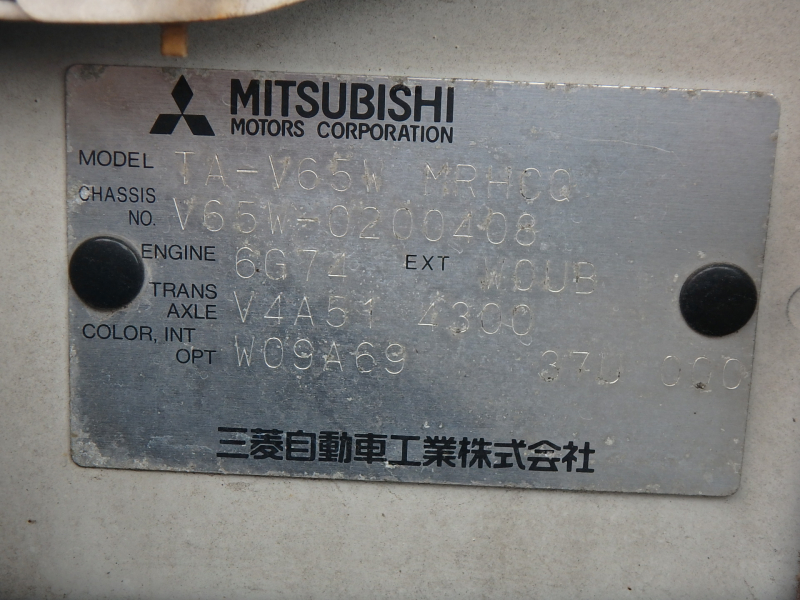 MITSUBISHI
MOTORS CORPORATION
MODEL TA-V65W MRHCQ
CHASSIS NO. V65W-0200408
ENGINE 6G74 EXT WDUB
TRANS AXLE V4A51 4300
COLOR, INT OPT W09A69 37U 000
三菱自動車工業株式会社